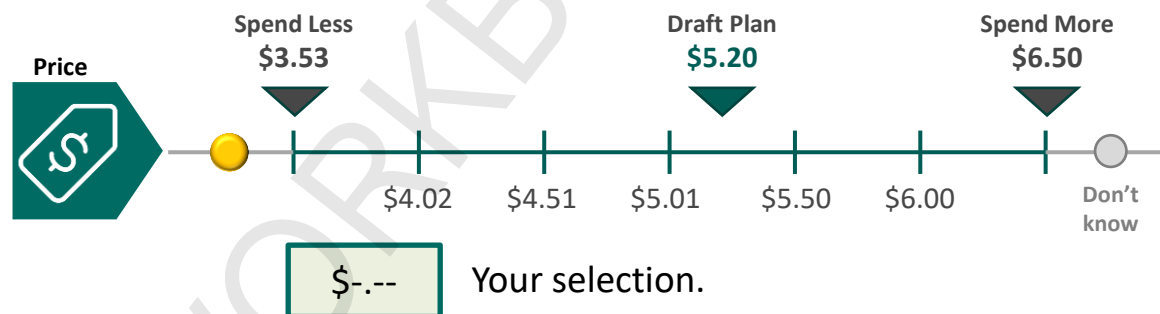 Spend Less
$3.53
Draft Plan
$5.20
Spend More
$6.50
Price
$
$4.02
$4.51
$5.01
$5.50
$6.00
Don't
know
$-.--
Your selection.